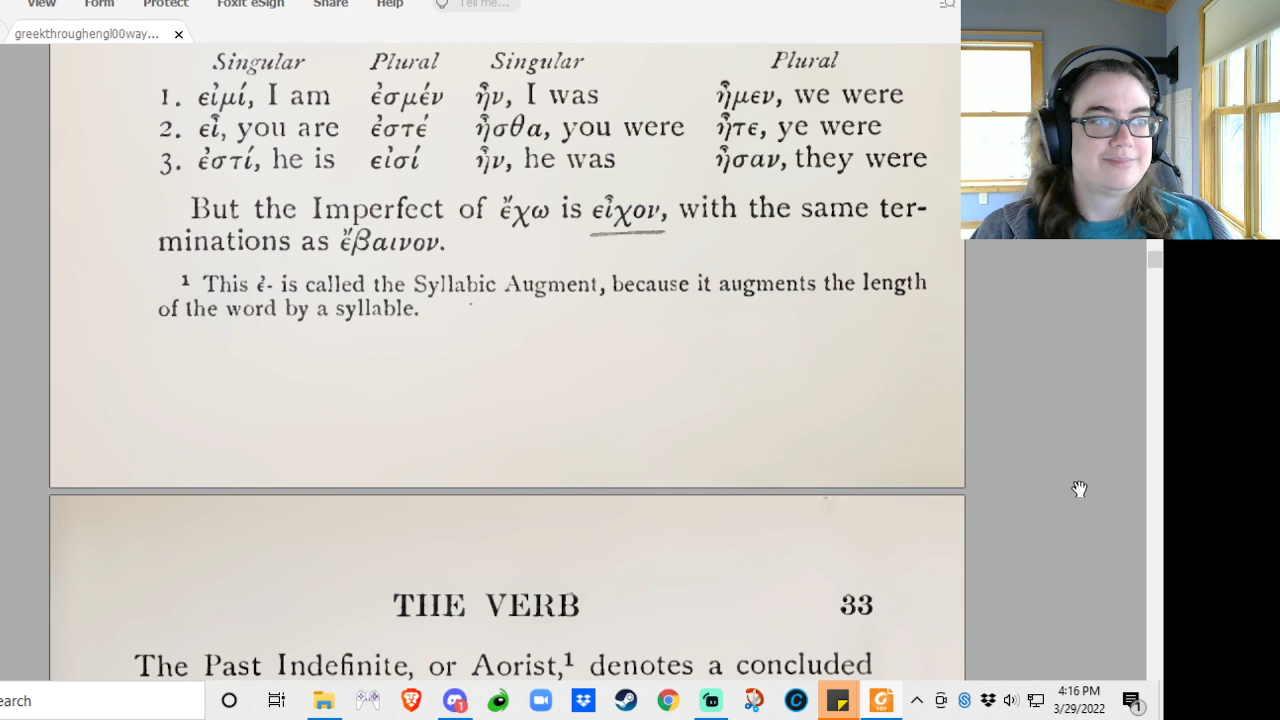 View Form Protect Foxit eSign Share Help Tell me...
greekthroughengl00way... ×
Singular Plural Singular Plural
1. εἰμί, I am ἐσμέν ἦν, I was ἦμεν, we were
2. εἶ, you are ἐστέ ἦσθα, you were ἦτε, ye were
3. ἐστί, he is εἰσί ἦν, he was ἦσαν, they were
But the Imperfect of ἔχω is εἶχον, with the same ter-
minations as ἔβαινον.
¹ This ἐ- is called the Syllabic Augment, because it augments the length
of the word by a syllable.
THE VERB 33
The Past Indefinite, or Aorist,¹ denotes a concluded
earch
4:16 PM
3/29/2022
1